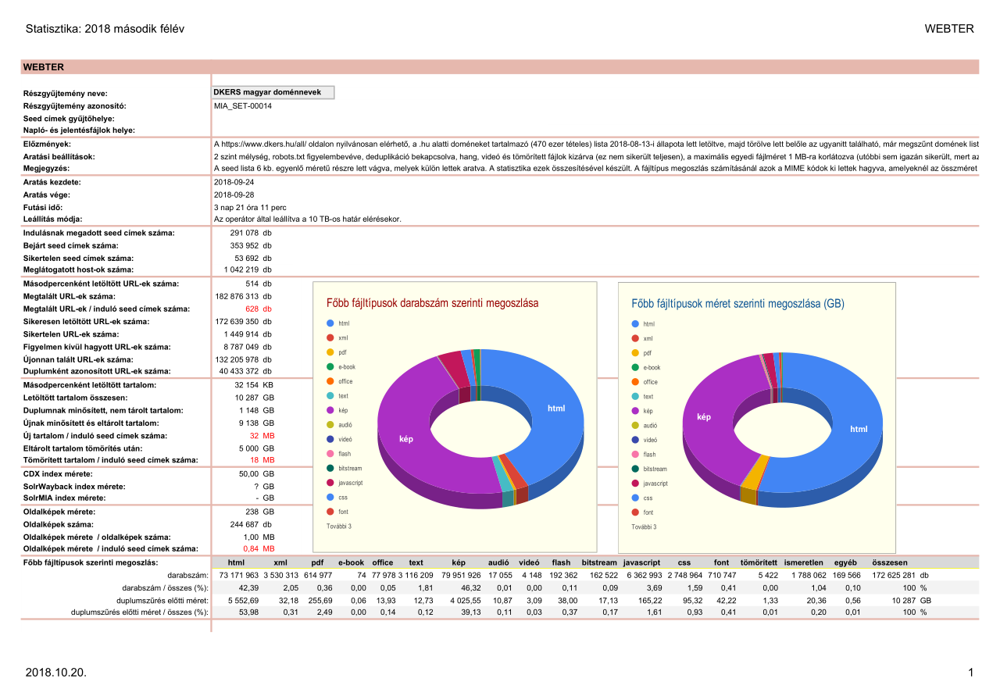 Statisztika: 2018 második félév WEBTER
WEBTER
Részgyűjtemény neve: DKERS magyar doménnevek
Részgyűjtemény azonosító: MIA_SET-00014
Seed címek gyűjtőhelye:
Napló- és jelentésfájlok helye:
Előzmények: A https://www.dkers.hu/all/ oldalon nyilvánosan elérhető, a .hu alatti doméneket tartalmazó (470 ezer tételes) lista 2018-08-13-i állapota lett letöltve, majd törölve lett belőle az ugyanitt található, már megszűnt domének list
Aratási beállítások: 2 szint mélység, robots.txt figyelembevéve, deduplikáció bekapcsolva, hang, videó és tömörített fájlok kizárva (ez nem sikerült teljesen), a maximális egyedi fájlméret 1 MB-ra korlátozva (utóbbi sem igazán sikerült, mert az
Megjegyzés: A seed lista 6 kb. egyenlő méretű részre lett vágva, melyek külön lettek aratva. A statisztika ezek összesítésével készült. A fájltípus megoszlás számításánál azok a MIME kódok ki lettek hagyva, amelyeknél az összméret
Aratás kezdete: 2018-09-24
Aratás vége: 2018-09-28
Futási idő: 3 nap 21 óra 11 perc
Leállítás módja: Az operátor által leállítva a 10 TB-os határ elérésekor.
Indulásnak megadott seed címek száma: 291 078 db
Bejárt seed címek száma: 353 952 db
Sikertelen seed címek száma: 53 692 db
Meglátogatott host-ok száma: 1 042 219 db
Másodpercenként letöltött URL-ek száma: 514 db
Megtalált URL-ek száma: 182 876 313 db
Megtalált URL-ek / induló seed címek száma: 628 db
Sikeresen letöltött URL-ek száma: 172 639 350 db
Sikertelen URL-ek száma: 1 449 914 db
Figyelmen kívül hagyott URL-ek száma: 8 787 049 db
Újonnan talált URL-ek száma: 132 205 978 db
Duplumként azonosított URL-ek száma: 40 433 372 db
Másodpercenként letöltött tartalom: 32 154 KB
Letöltött tartalom összesen: 10 287 GB
Duplumnak minősített, nem tárolt tartalom: 1 148 GB
Újnak minősített és eltárolt tartalom: 9 138 GB
Új tartalom / induló seed címek száma: 32 MB
Eltárolt tartalom tömörítés után: 5 000 GB
Tömörített tartalom / induló seed címek száma: 18 MB
CDX index mérete: 50,00 GB
SolrWayback index mérete: ? GB
SolrMIA index mérete: - GB
Oldalképek mérete: 238 GB
Oldalképek száma: 244 687 db
Oldalképek mérete / oldalképek száma: 1,00 MB
Oldalképek mérete / induló seed címek száma: 0,84 MB
Főbb fájltípusok darabszám szerinti megoszlása
html
xml
pdf
e-book
office
text
kép
audió
videó
flash
bitstream
javascript
css
font
További 3
html
kép
Főbb fájltípusok méret szerinti megoszlása (GB)
html
xml
pdf
e-book
office
text
kép
audió
videó
flash
bitstream
javascript
css
font
További 3
kép
html
Főbb fájltípusok szerinti megoszlás: html xml pdf e-book office text kép audió videó flash bitstream javascript css font tömörített ismeretlen egyéb összesen
darabszám: 73 171 963 3 530 313 614 977 74 77 978 3 116 209 79 951 926 17 055 4 148 192 362 162 522 6 362 993 2 748 964 710 747 5 422 1 788 062 169 566 172 625 281 db
darabszám / összes (%): 42,39 2,05 0,36 0,00 0,05 1,81 46,32 0,01 0,00 0,11 0,09 3,69 1,59 0,41 0,00 1,04 0,10 100 %
duplumszűrés előtti méret: 5 552,69 32,18 255,69 0,06 13,93 12,73 4 025,55 10,87 3,09 38,00 17,13 165,22 95,32 42,22 1,33 20,36 0,56 10 287 GB
duplumszűrés előtti méret / összes (%): 53,98 0,31 2,49 0,00 0,14 0,12 39,13 0,11 0,03 0,37 0,17 1,61 0,93 0,41 0,01 0,20 0,01 100 %
2018.10.20. 1